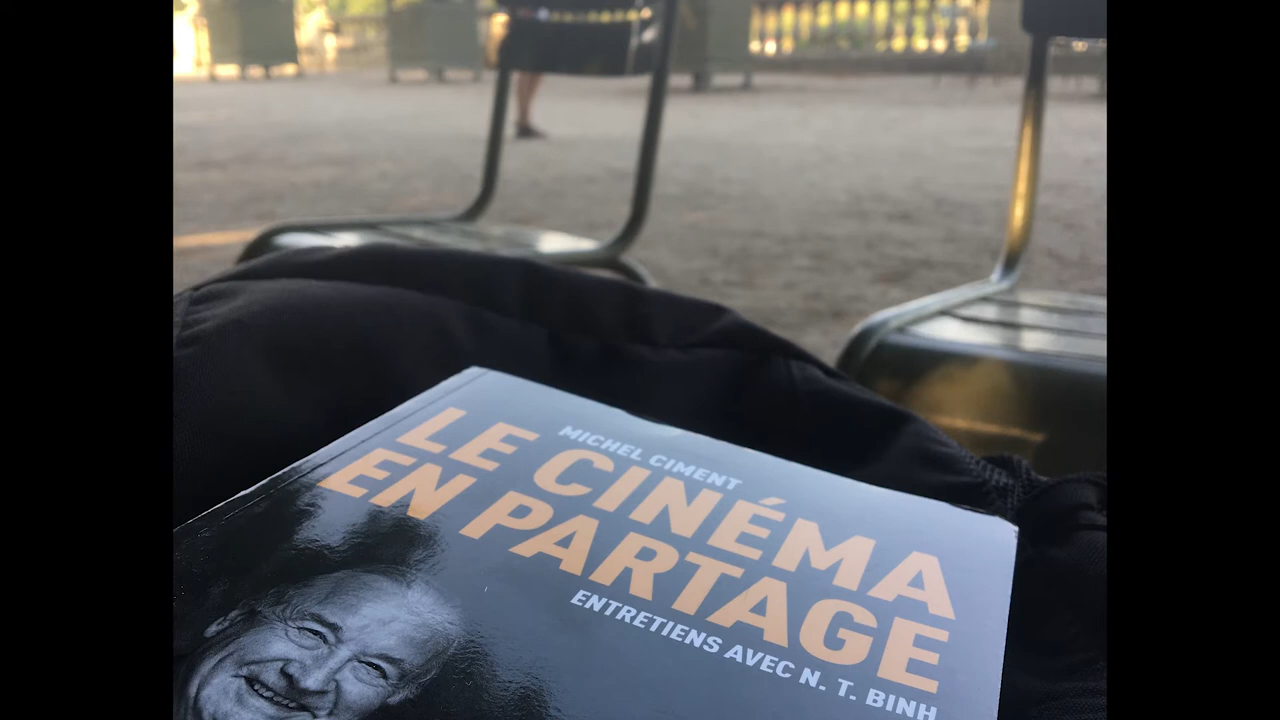 MICHEL CIMENT
LE CINÉMA
EN PARTAGE
ENTRETIENS AVEC N. T. BINH